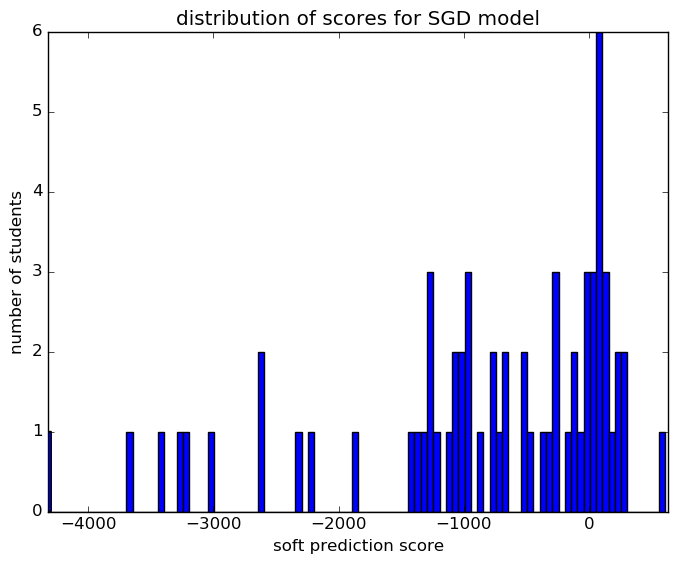 distribution of scores for SGD model
6
5
4
3
2
1
0
number of students
−4000 −3000 −2000 −1000 0
soft prediction score